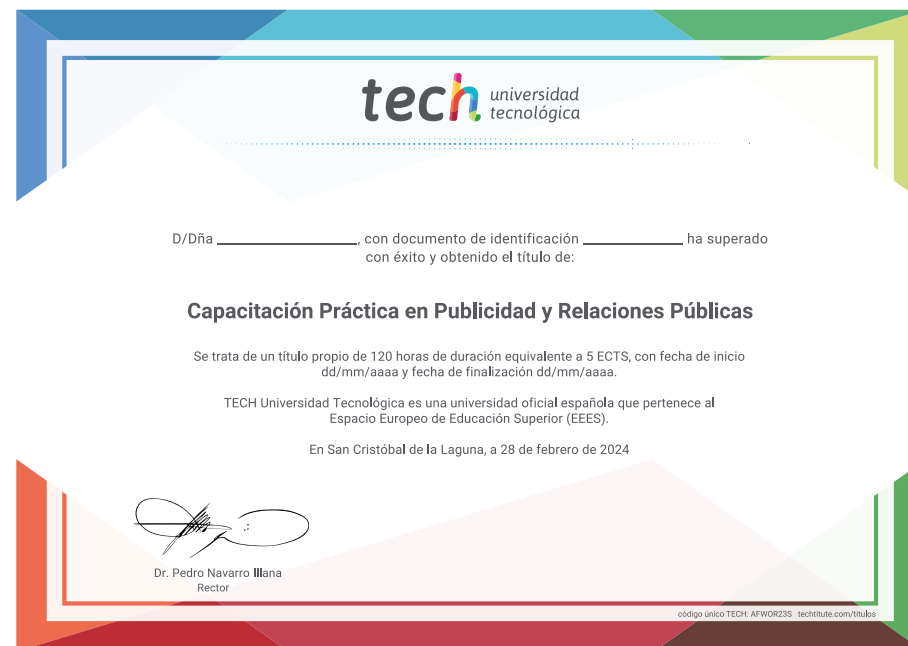 tech universidad
tecnológica
D/Dña ____________________, con documento de identificación ______________ ha superado
con éxito y obtenido el título de:
Capacitación Práctica en Publicidad y Relaciones Públicas
Se trata de un título propio de 120 horas de duración equivalente a 5 ECTS, con fecha de inicio
dd/mm/aaaa y fecha de finalización dd/mm/aaaa.
TECH Universidad Tecnológica es una universidad oficial española que pertenece al
Espacio Europeo de Educación Superior (EEES).
En San Cristóbal de la Laguna, a 28 de febrero de 2024
Dr. Pedro Navarro Illana
Rector
código único TECH: AFWOR23S techtitute.com/titulos